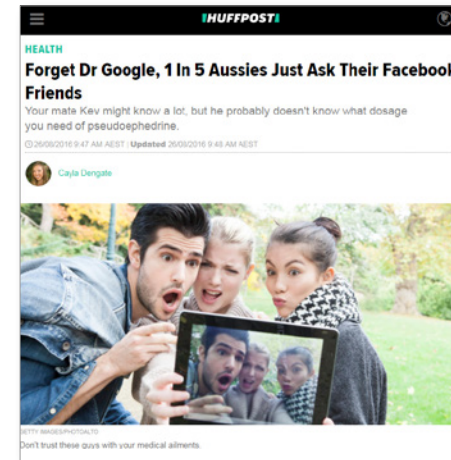 HUFFPOST
HEALTH
Forget Dr Google, 1 In 5 Aussies Just Ask Their Facebook
Friends
Your mate Kev might know a lot, but he probably doesn't know what dosage
you need of pseudoephedrine.
26/08/2016 9:47 AM AEST | Updated 26/08/2016 9:48 AM AEST
Cayla Dengate
GETTY IMAGES/PHOTOALTO
Don't trust these guys with your medical ailments.